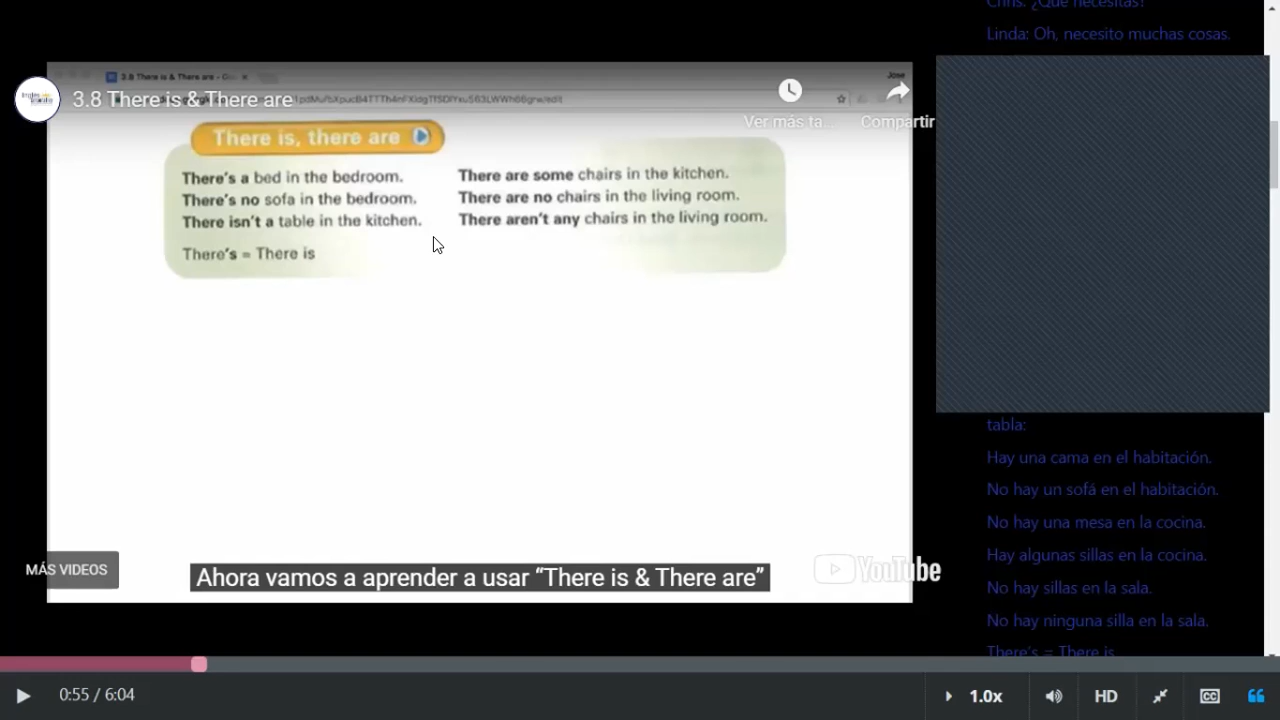 Chris: ¿Qué necesitas?
Linda: Oh, necesito muchas cosas.
3.8 There is & There are
Jose
Ver más ta...
Compartir
There is, there are
There's a bed in the bedroom.
There's no sofa in the bedroom.
There isn't a table in the kitchen.
There's = There is
There are some chairs in the kitchen.
There are no chairs in the living room.
There aren't any chairs in the living room.
tabla:
Hay una cama en el habitación.
No hay un sofá en el habitación.
No hay una mesa en la cocina.
Hay algunas sillas en la cocina.
No hay sillas en la sala.
No hay ninguna silla en la sala.
There's = There is
MÁS VIDEOS
Ahora vamos a aprender a usar “There is & There are”
YouTube
0:55 / 6:04
1.0x
HD
CC